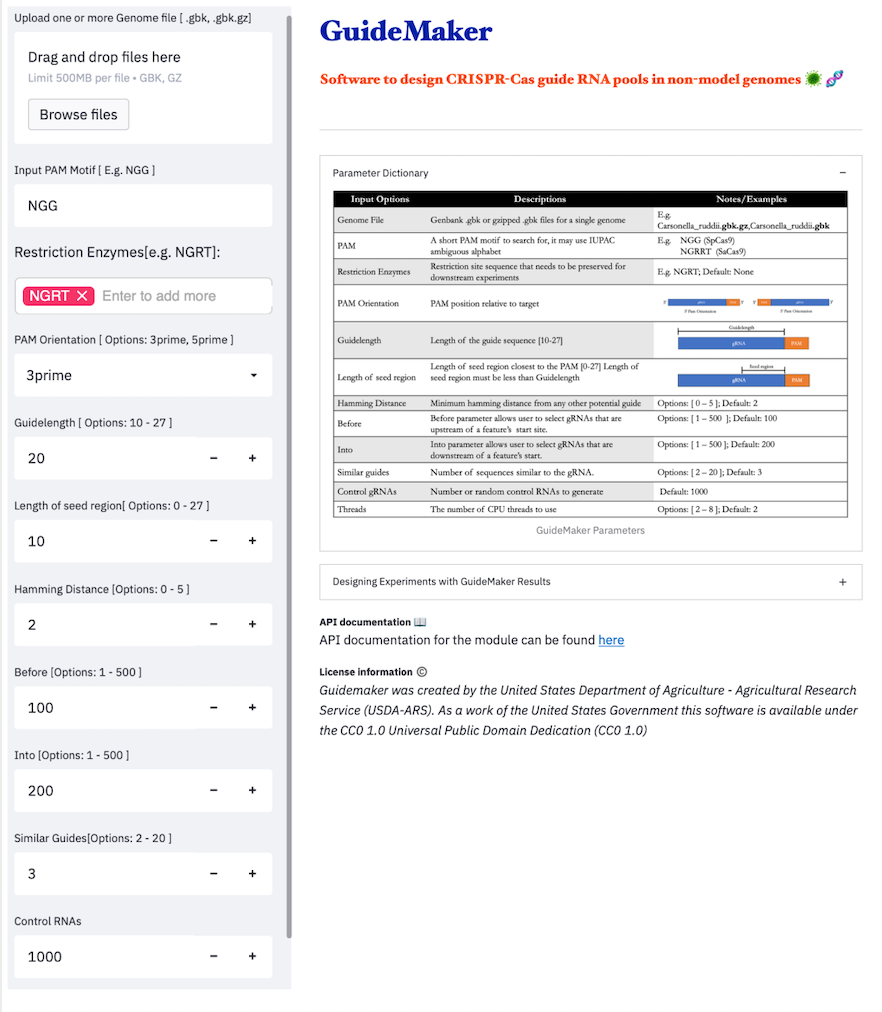 Upload one or more Genome file [ .gbk, .gbk.gz]
Drag and drop files here
Limit 500MB per file • GBK, GZ
Browse files
Input PAM Motif [ E.g. NGG ]
NGG
Restriction Enzymes[e.g. NGRT]:
NGRT ✕ Enter to add more
PAM Orientation [ Options: 3prime, 5prime ]
3prime
Guidelength [ Options: 10 - 27 ]
20 − +
Length of seed region[ Options: 0 - 27 ]
10 − +
Hamming Distance [Options: 0 - 5 ]
2 − +
Before [Options: 1 - 500 ]
100 − +
Into [Options: 1 - 500 ]
200 − +
Similar Guides[Options: 2 - 20 ]
3 − +
Control RNAs
1000 − +
GuideMaker
Software to design CRISPR-Cas guide RNA pools in non-model genomes 🦠 🧬
Parameter Dictionary −
Input Options Descriptions Notes/Examples
Genome File Genbank .gbk or gzipped .gbk files for a single genome E.g.
Carsonella_ruddii.gbk.gz,Carsonella_ruddii.gbk
PAM A short PAM motif to search for, it may use IUPAC E.g. NGG (SpCas9)
ambiguous alphabet NGRRT (SaCas9)
Restriction Enzymes Restriction site sequence that needs to be preserved for E.g. NGRT; Default: None
downstream experiments
PAM Orientation PAM position relative to target
5' gRNA PAM 3' 5' PAM gRNA 3'
3' Pam Orientation 5' Pam Orientation
Guidelength Length of the guide sequence [10-27] Guidelength
gRNA PAM
Length of seed region Length of seed region closest to the PAM [0-27] Length of Seed region
seed region must be less than Guidelength gRNA PAM
Hamming Distance Minimum hamming distance from any other potential guide Options: [ 0 – 5 ]; Default: 2
Before Before parameter allows user to select gRNAs that are Options: [ 1 – 500 ]; Default: 100
upstream of a feature's start site.
Into Into parameter allows user to select gRNAs that are Options: [ 1 – 500 ]; Default: 200
downstream of a feature's start.
Similar guides Number of sequences similar to the gRNA. Options: [ 2 – 20 ]; Default: 3
Control gRNAs Number or random control RNAs to generate Default: 1000
Threads The number of CPU threads to use Options: [ 2 – 8 ]; Default: 2
GuideMaker Parameters
Designing Experiments with GuideMaker Results +
API documentation 📖
API documentation for the module can be found here
License information ©
Guidemaker was created by the United States Department of Agriculture - Agricultural Research
Service (USDA-ARS). As a work of the United States Government this software is available under
the CC0 1.0 Universal Public Domain Dedication (CC0 1.0)